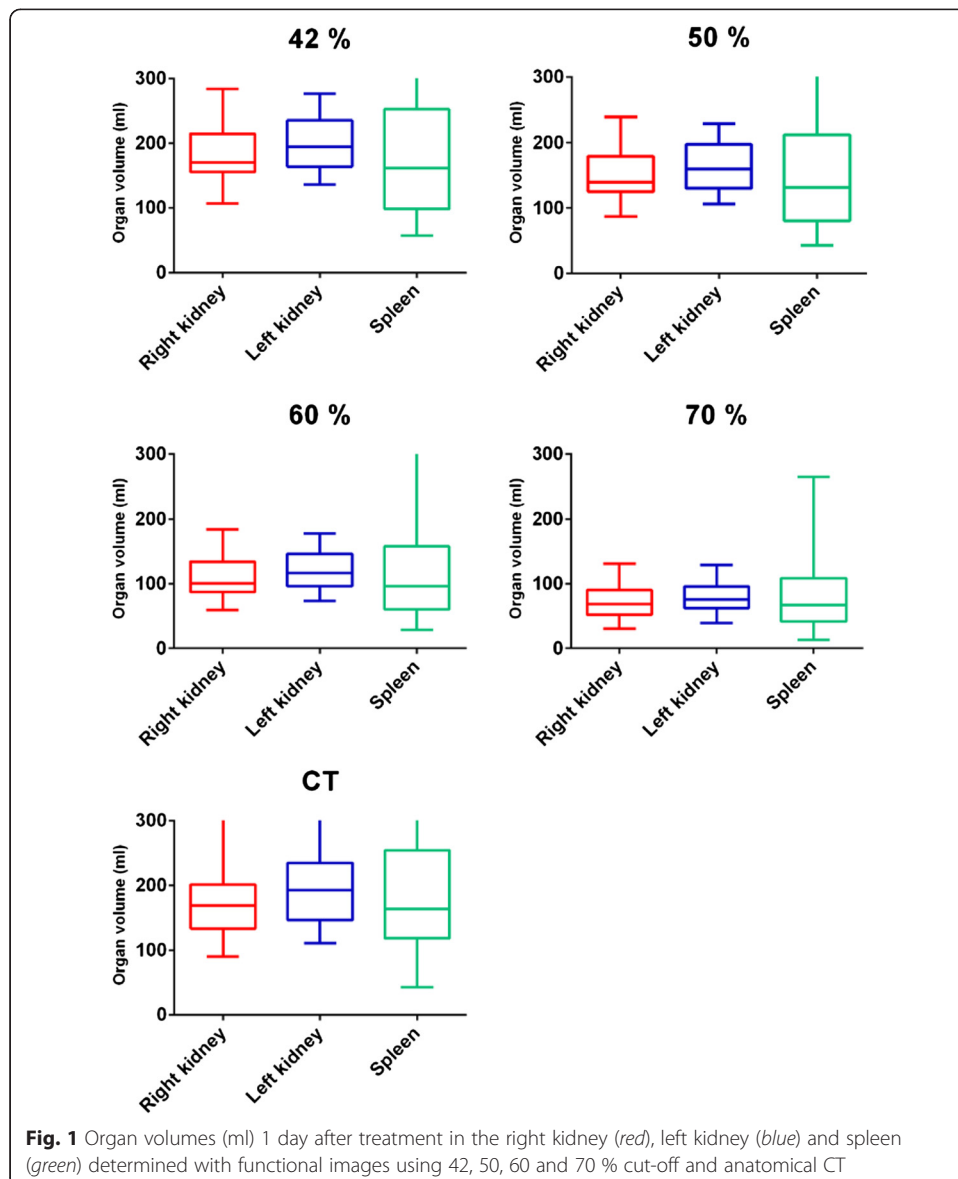 42 %
50 %
Organ volume (ml)
300
200
100
0
Right kidney
Left kidney
Spleen
Organ volume (ml)
300
200
100
0
Right kidney
Left kidney
Spleen
60 %
70 %
Organ volume (ml)
300
200
100
0
Right kidney
Left kidney
Spleen
Organ volume (ml)
300
200
100
0
Right kidney
Left kidney
Spleen
CT
Organ volume (ml)
300
200
100
0
Right kidney
Left kidney
Spleen
Fig. 1 Organ volumes (ml) 1 day after treatment in the right kidney (red), left kidney (blue) and spleen
(green) determined with functional images using 42, 50, 60 and 70 % cut-off and anatomical CT